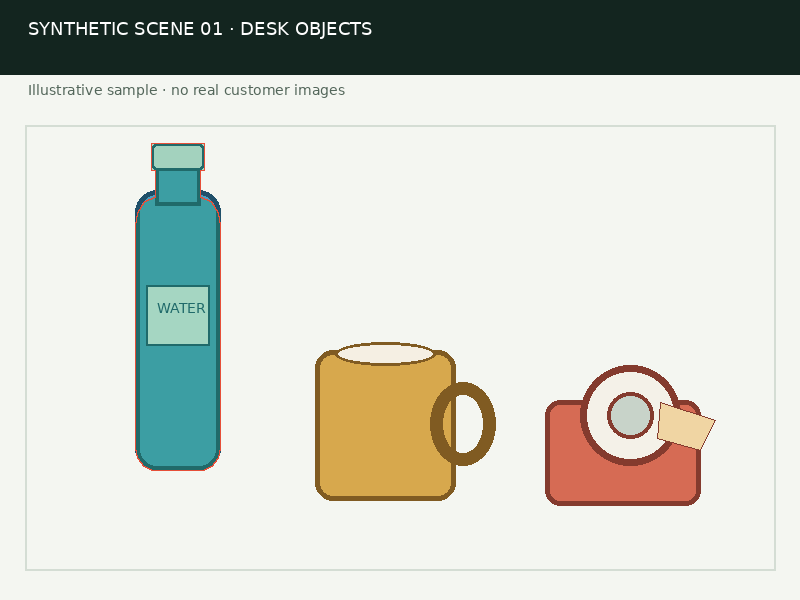 SYNTHETIC SCENE 01 · DESK OBJECTS
Illustrative sample · no real customer images
WATER